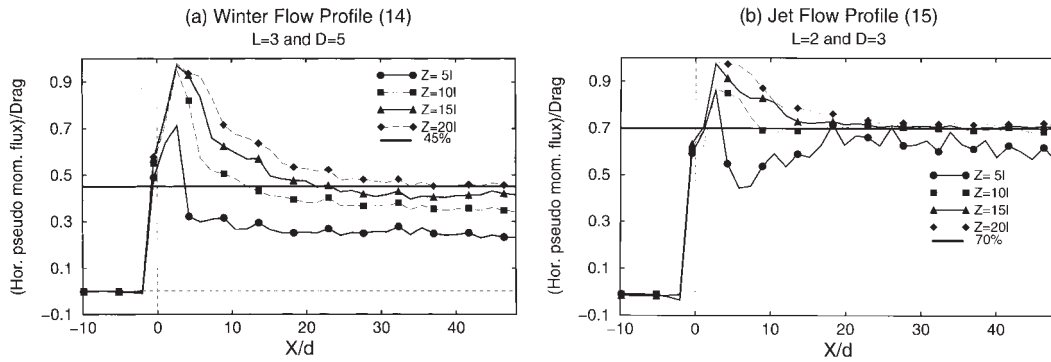 (a) Winter Flow Profile (14)
L=3 and D=5
(Hor. pseudo mom. flux)/Drag
0.9
0.7
0.5
0.3
0.1
−0.1
−10
0
10
20
30
40
X/d
Z= 5l
Z=10l
Z=15l
Z=20l
45%
(b) Jet Flow Profile (15)
L=2 and D=3
(Hor. pseudo mom. flux)/Drag
0.9
0.7
0.5
0.3
0.1
−0.1
−10
0
10
20
30
40
X/d
Z= 5l
Z=10l
Z=15l
Z=20l
70%